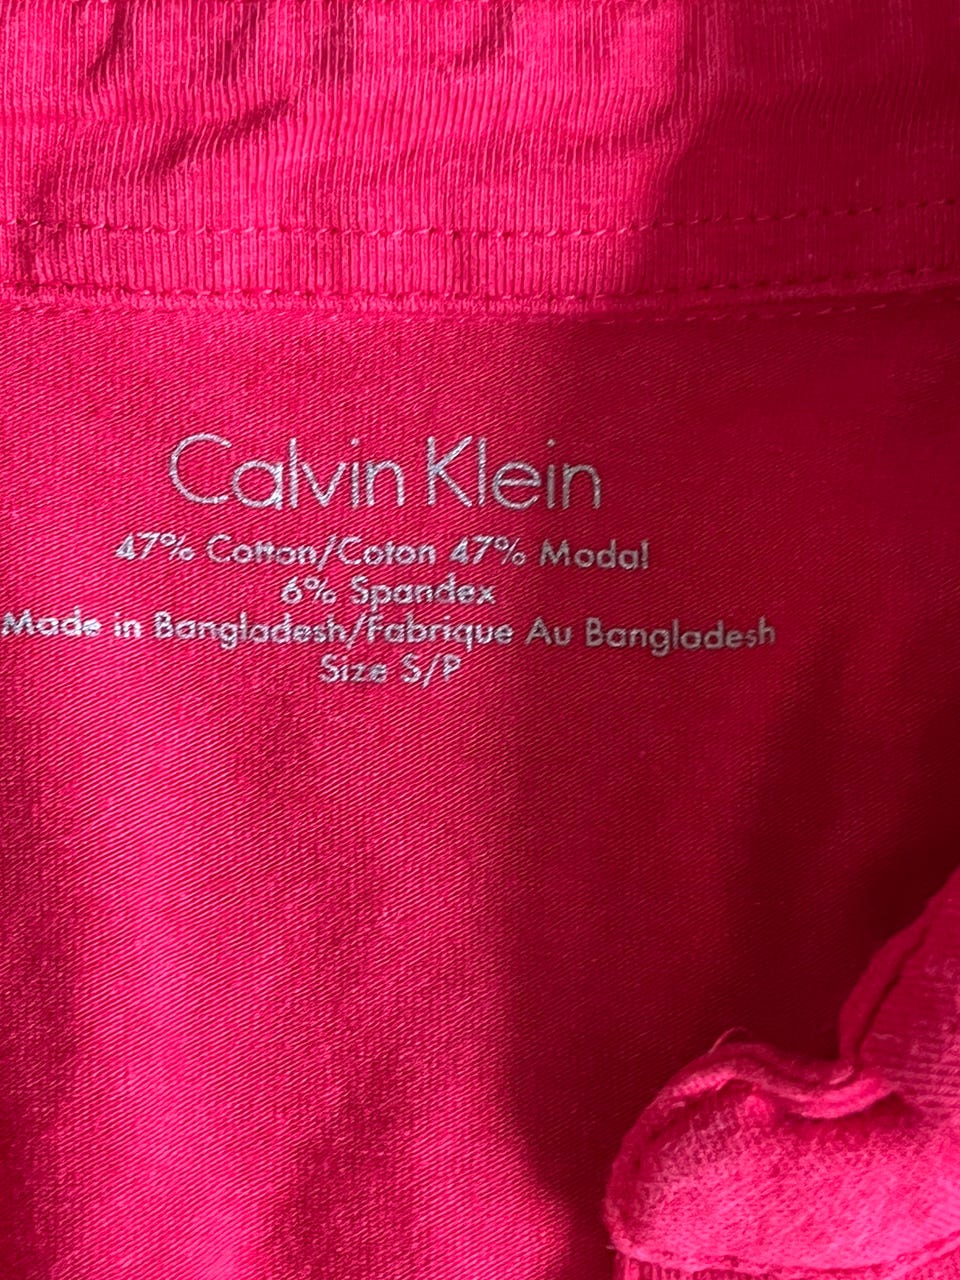 Calvin Klein
47% Cotton/Coton 47% Modal
6% Spandex
Made in Bangladesh/Fabrique Au Bangladesh
Size S/P